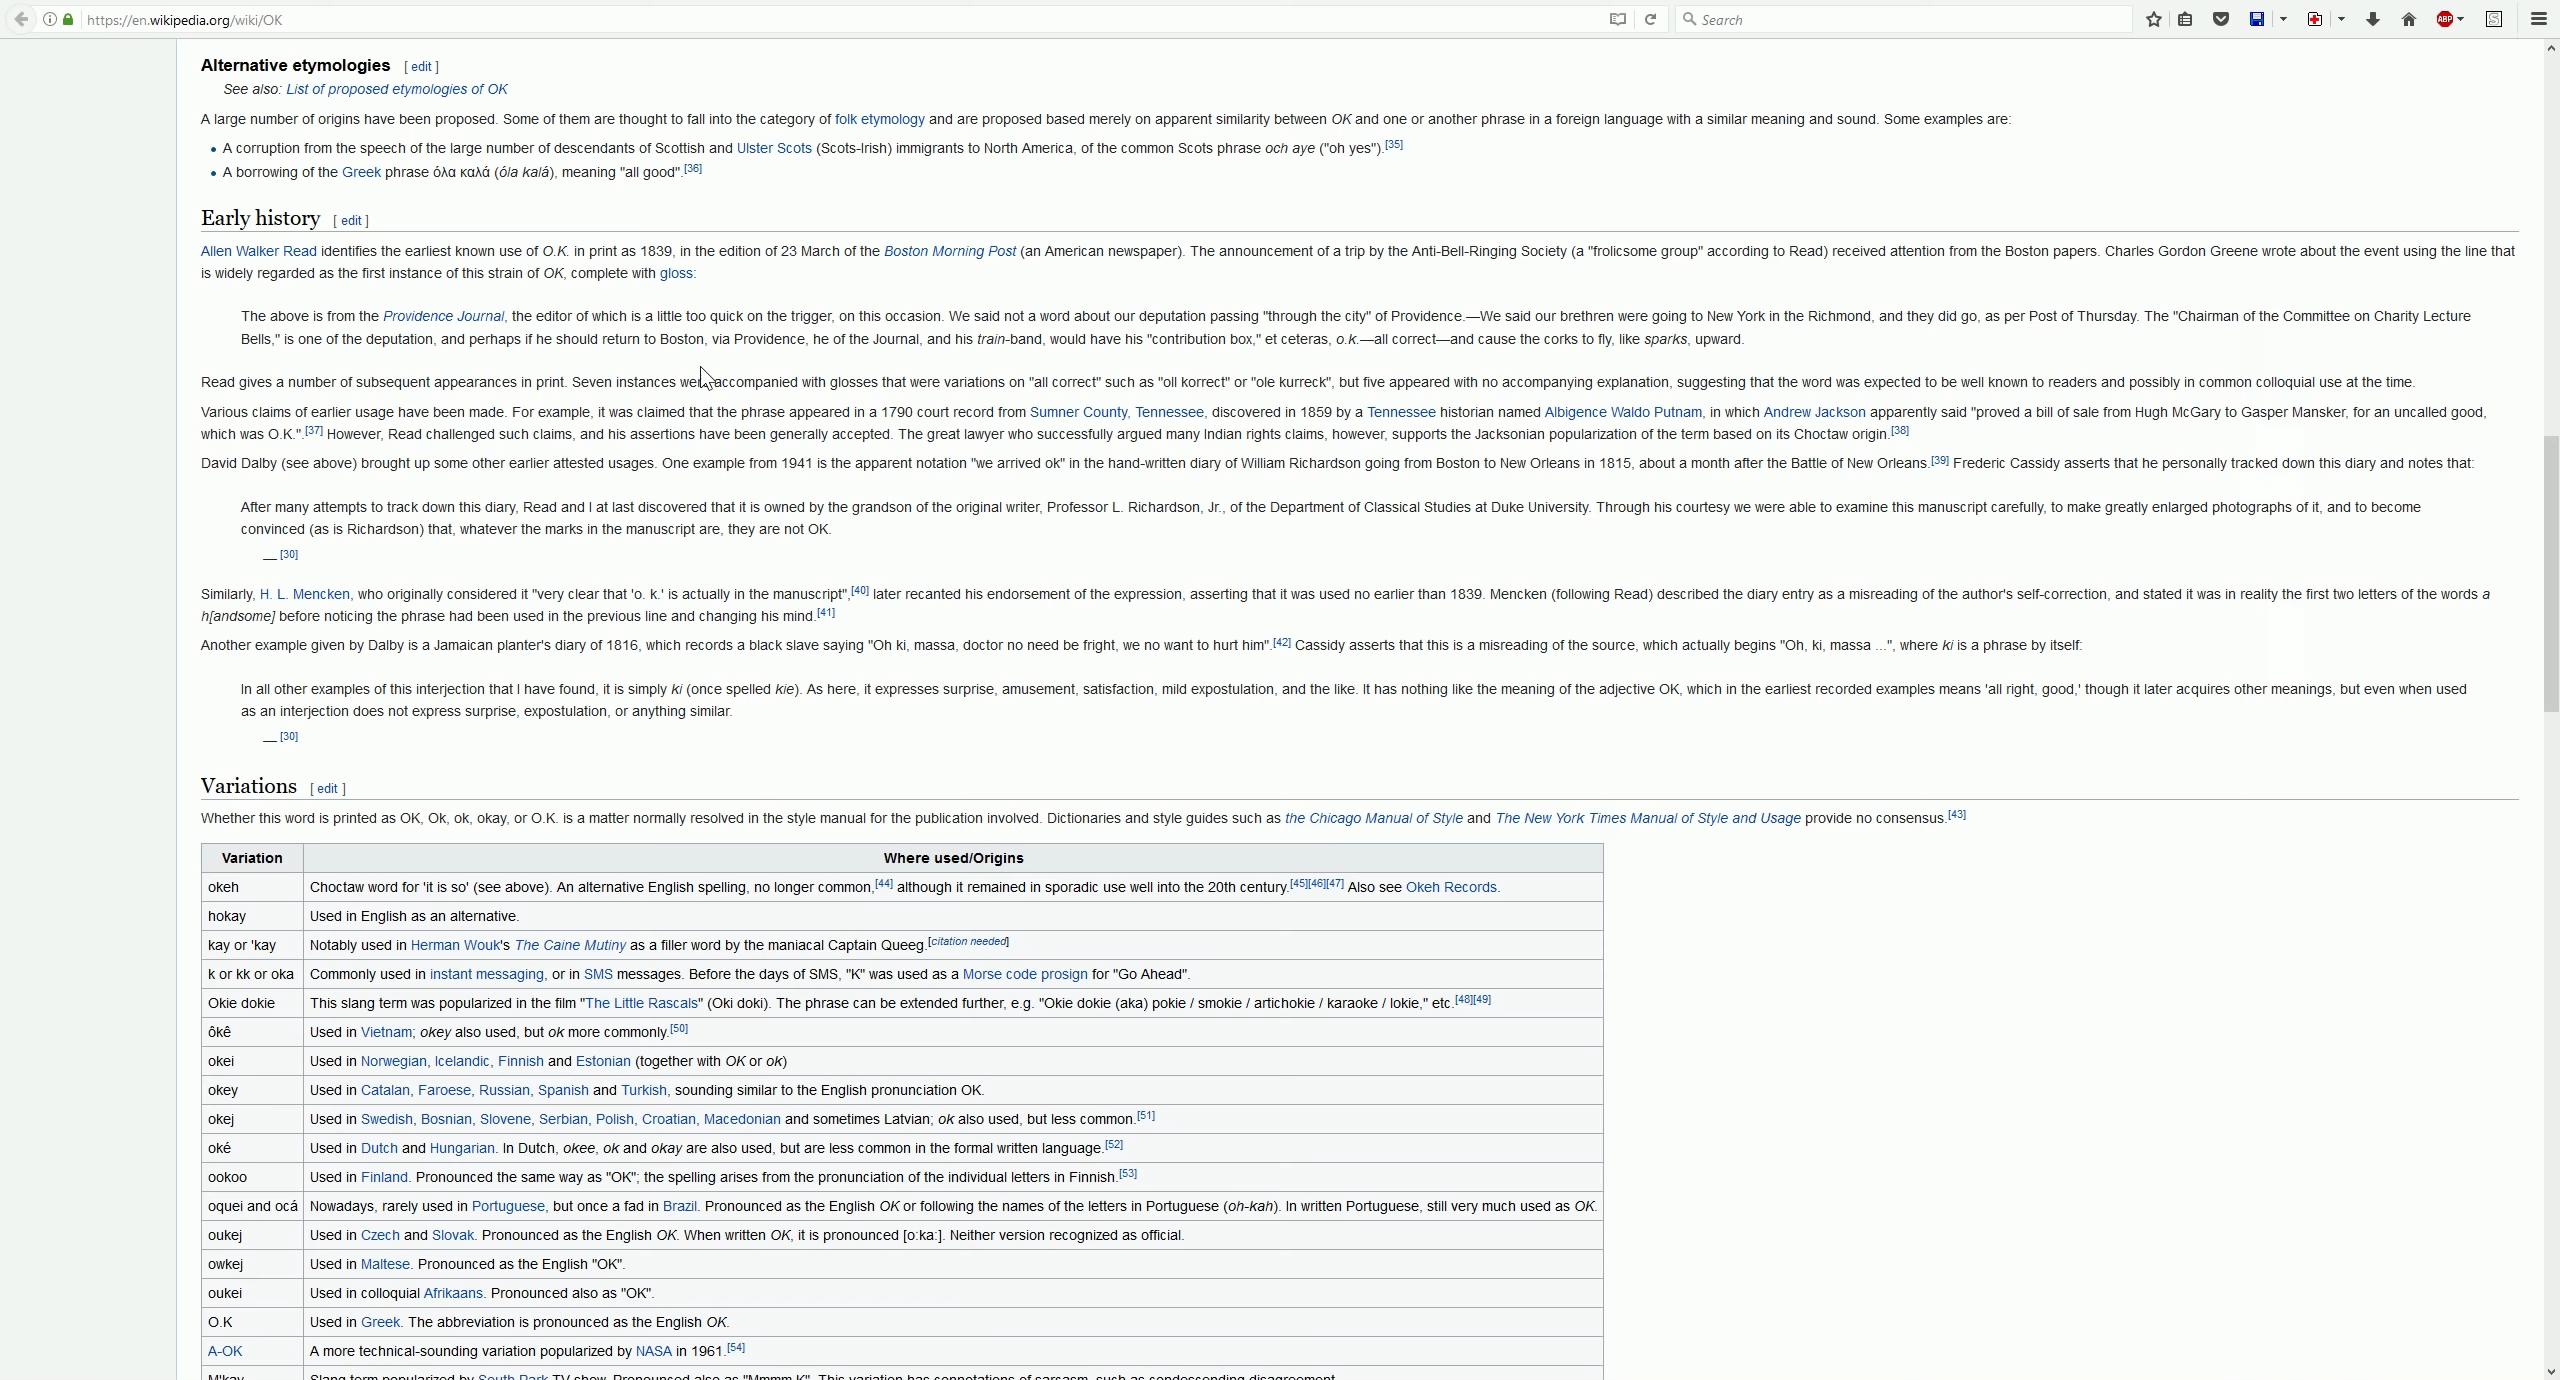 https://en.wikipedia.org/wiki/OK
Search
ABP
S
Alternative etymologies [ edit ]
See also: List of proposed etymologies of OK
A large number of origins have been proposed. Some of them are thought to fall into the category of folk etymology and are proposed based merely on apparent similarity between OK and one or another phrase in a foreign language with a similar meaning and sound. Some examples are:
• A corruption from the speech of the large number of descendants of Scottish and Ulster Scots (Scots-Irish) immigrants to North America, of the common Scots phrase och aye ("oh yes").[35]
• A borrowing of the Greek phrase όλα καλά (óla kalá), meaning "all good".[36]
Early history [ edit ]
Allen Walker Read identifies the earliest known use of O.K. in print as 1839, in the edition of 23 March of the Boston Morning Post (an American newspaper). The announcement of a trip by the Anti-Bell-Ringing Society (a "frolicsome group" according to Read) received attention from the Boston papers. Charles Gordon Greene wrote about the event using the line that
is widely regarded as the first instance of this strain of OK, complete with gloss:
The above is from the Providence Journal, the editor of which is a little too quick on the trigger, on this occasion. We said not a word about our deputation passing "through the city" of Providence.—We said our brethren were going to New York in the Richmond, and they did go, as per Post of Thursday. The "Chairman of the Committee on Charity Lecture
Bells," is one of the deputation, and perhaps if he should return to Boston, via Providence, he of the Journal, and his train-band, would have his "contribution box," et ceteras, o.k.—all correct—and cause the corks to fly, like sparks, upward.
Read gives a number of subsequent appearances in print. Seven instances were accompanied with glosses that were variations on "all correct" such as "oll korrect" or "ole kurreck", but five appeared with no accompanying explanation, suggesting that the word was expected to be well known to readers and possibly in common colloquial use at the time.
Various claims of earlier usage have been made. For example, it was claimed that the phrase appeared in a 1790 court record from Sumner County, Tennessee, discovered in 1859 by a Tennessee historian named Albigence Waldo Putnam, in which Andrew Jackson apparently said "proved a bill of sale from Hugh McGary to Gasper Mansker, for an uncalled good,
which was O.K.".[37] However, Read challenged such claims, and his assertions have been generally accepted. The great lawyer who successfully argued many Indian rights claims, however, supports the Jacksonian popularization of the term based on its Choctaw origin.[38]
David Dalby (see above) brought up some other earlier attested usages. One example from 1941 is the apparent notation "we arrived ok" in the hand-written diary of William Richardson going from Boston to New Orleans in 1815, about a month after the Battle of New Orleans.[39] Frederic Cassidy asserts that he personally tracked down this diary and notes that:
After many attempts to track down this diary, Read and I at last discovered that it is owned by the grandson of the original writer, Professor L. Richardson, Jr., of the Department of Classical Studies at Duke University. Through his courtesy we were able to examine this manuscript carefully, to make greatly enlarged photographs of it, and to become
convinced (as is Richardson) that, whatever the marks in the manuscript are, they are not OK.
— [30]
Similarly, H. L. Mencken, who originally considered it "very clear that 'o. k.' is actually in the manuscript",[40] later recanted his endorsement of the expression, asserting that it was used no earlier than 1839. Mencken (following Read) described the diary entry as a misreading of the author's self-correction, and stated it was in reality the first two letters of the words a
h[andsome] before noticing the phrase had been used in the previous line and changing his mind.[41]
Another example given by Dalby is a Jamaican planter's diary of 1816, which records a black slave saying "Oh ki, massa, doctor no need be fright, we no want to hurt him".[42] Cassidy asserts that this is a misreading of the source, which actually begins "Oh, ki, massa ...", where ki is a phrase by itself:
In all other examples of this interjection that I have found, it is simply ki (once spelled kie). As here, it expresses surprise, amusement, satisfaction, mild expostulation, and the like. It has nothing like the meaning of the adjective OK, which in the earliest recorded examples means 'all right, good,' though it later acquires other meanings, but even when used
as an interjection does not express surprise, expostulation, or anything similar.
— [30]
Variations [ edit ]
Whether this word is printed as OK, Ok, ok, okay, or O.K. is a matter normally resolved in the style manual for the publication involved. Dictionaries and style guides such as the Chicago Manual of Style and The New York Times Manual of Style and Usage provide no consensus.[43]
Variation Where used/Origins
okeh Choctaw word for 'it is so' (see above). An alternative English spelling, no longer common,[44] although it remained in sporadic use well into the 20th century.[45][46][47] Also see Okeh Records.
hokay Used in English as an alternative.
kay or 'kay Notably used in Herman Wouk's The Caine Mutiny as a filler word by the maniacal Captain Queeg.[citation needed]
k or kk or oka Commonly used in instant messaging, or in SMS messages. Before the days of SMS, "K" was used as a Morse code prosign for "Go Ahead".
Okie dokie This slang term was popularized in the film "The Little Rascals" (Oki doki). The phrase can be extended further, e.g. "Okie dokie (aka) pokie / smokie / artichokie / karaoke / lokie," etc.[48][49]
ôkê Used in Vietnam; okey also used, but ok more commonly.[50]
okei Used in Norwegian, Icelandic, Finnish and Estonian (together with OK or ok)
okey Used in Catalan, Faroese, Russian, Spanish and Turkish, sounding similar to the English pronunciation OK.
okej Used in Swedish, Bosnian, Slovene, Serbian, Polish, Croatian, Macedonian and sometimes Latvian; ok also used, but less common.[51]
oké Used in Dutch and Hungarian. In Dutch, okee, ok and okay are also used, but are less common in the formal written language.[52]
ookoo Used in Finland. Pronounced the same way as "OK"; the spelling arises from the pronunciation of the individual letters in Finnish.[53]
oquei and ocá Nowadays, rarely used in Portuguese, but once a fad in Brazil. Pronounced as the English OK or following the names of the letters in Portuguese (oh-kah). In written Portuguese, still very much used as OK.
oukej Used in Czech and Slovak. Pronounced as the English OK. When written OK, it is pronounced [o:ka:]. Neither version recognized as official.
owkej Used in Maltese. Pronounced as the English "OK".
oukei Used in colloquial Afrikaans. Pronounced also as "OK".
O.K Used in Greek. The abbreviation is pronounced as the English OK.
A-OK A more technical-sounding variation popularized by NASA in 1961.[54]
M'kay Slang term popularized by South Park TV show. Pronounced also as "Mmmm K". This variation has connotations of sarcasm, such as condescending disagreement.